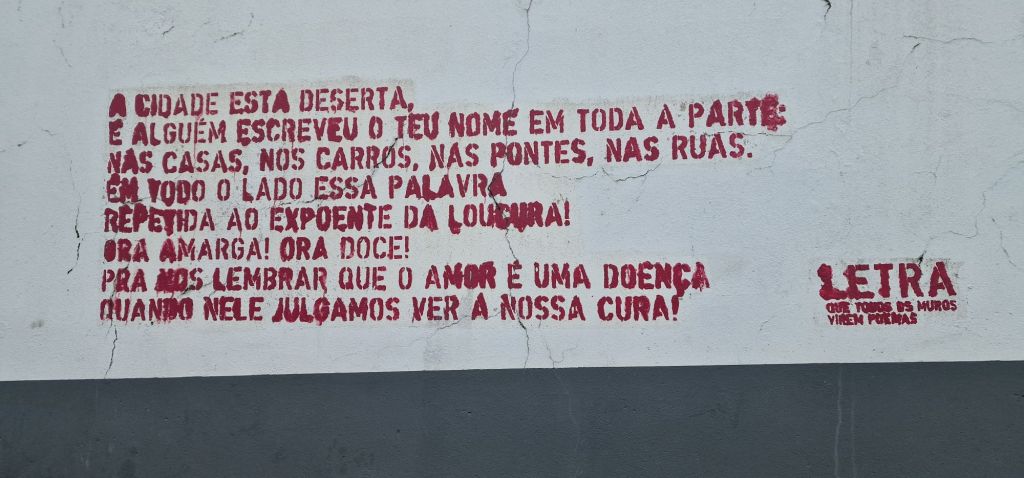 A CIDADE ESTA DESERTA,
E ALGUÉM ESCREVEU O TEU NOME EM TODA A PARTE:
NAS CASAS, NOS CARROS, NAS PONTES, NAS RUAS.
EM TODO O LADO ESSA PALAVRA
REPETIDA AO EXPOENTE DA LOUCURA!
ORA AMARGA! ORA DOCE!
PRA NOS LEMBRAR QUE O AMOR É UMA DOENÇA
QUANDO NELE JULGAMOS VER A NOSSA CURA!
LETRA
QUE TODOS OS MUROS
VIREM POEMAS